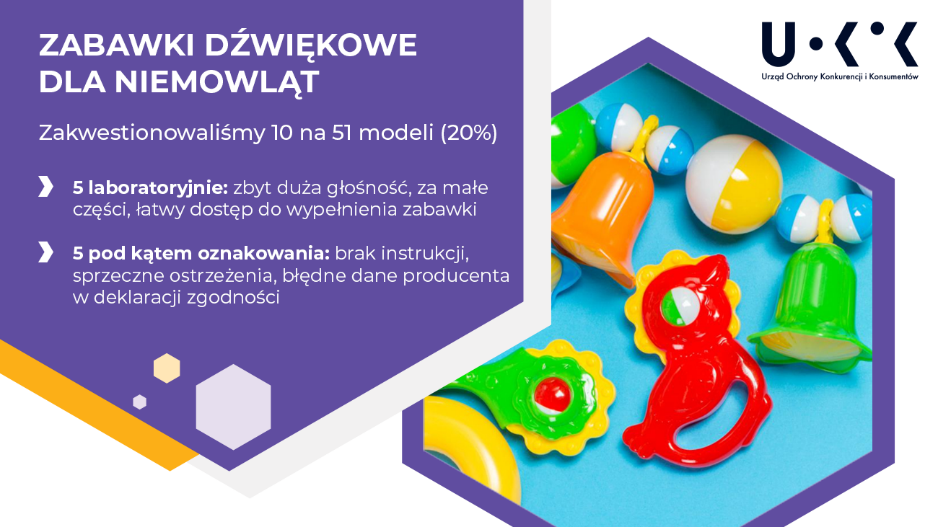 ZABAWKI DŹWIĘKOWE
DLA NIEMOWLĄT
Zakwestionowaliśmy 10 na 51 modeli (20%)
5 laboratoryjnie: zbyt duża głośność, za małe
części, łatwy dostęp do wypełnienia zabawki
5 pod kątem oznakowania: brak instrukcji,
sprzeczne ostrzeżenia, błędne dane producenta
w deklaracji zgodności
UOKiK
Urząd Ochrony Konkurencji i Konsumentów